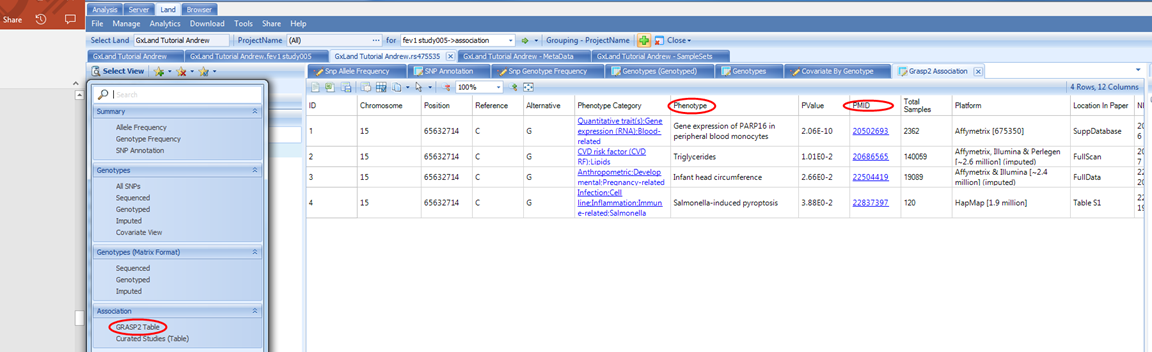 Share
Analysis Server Land Browser
File Manage Analytics Download Tools Share Help
Select Land GxLand Tutorial Andrew ProjectName (All) for fev1 study005->association Grouping - ProjectName Close
GxLand Tutorial Andrew GxLand Tutorial Andrew.fev1 study005 GxLand Tutorial Andrew.rs475535 GxLand Tutorial Andrew - MetaData GxLand Tutorial Andrew - SampleSets
Select View
Search
Summary
Allele Frequency
Genotype Frequency
SNP Annotation
Genotypes
All SNPs
Sequenced
Genotyped
Imputed
Covariate View
Genotypes (Matrix Format)
Sequenced
Genotyped
Imputed
Association
GRASP2 Table
Curated Studies (Table)
Snp Allele Frequency SNP Annotation Snp Genotype Frequency Genotypes (Genotyped) Genotypes Covariate By Genotype Grasp2 Association
100% 4 Rows, 12 Columns
ID Chromosome Position Reference Alternative Phenotype Category Phenotype PValue PMID Total Samples Platform Location In Paper
1 15 65632714 C G Quantitative trait(s):Gene expression (RNA):Blood-related Gene expression of PARP16 in peripheral blood monocytes 2.06E-10 20502693 2362 Affymetrix [675350] SuppDatabase
2 15 65632714 C G CVD risk factor (CVD RF):Lipids Triglycerides 1.01E0-2 20686565 140059 Affymetrix, Illumina & Perlegen [~2.6 million] (imputed) FullScan
3 15 65632714 C G Anthropometric:Developmental:Pregnancy-related Infant head circumference 2.66E0-2 22504419 19089 Affymetrix & Illumina [~2.4 million] (imputed) FullData
4 15 65632714 C G Infection:Cell line:Inflammation:Immune-related:Salmonella Salmonella-induced pyroptosis 3.88E0-2 22837397 120 HapMap [1.9 million] Table S1